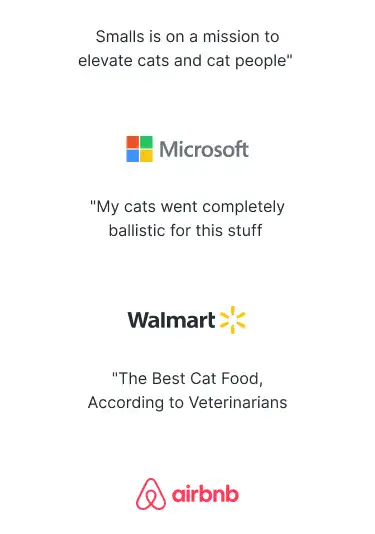 Smalls is on a mission to
elevate cats and cat people"
Microsoft
"My cats went completely
ballistic for this stuff
Walmart
"The Best Cat Food,
According to Veterinarians
airbnb